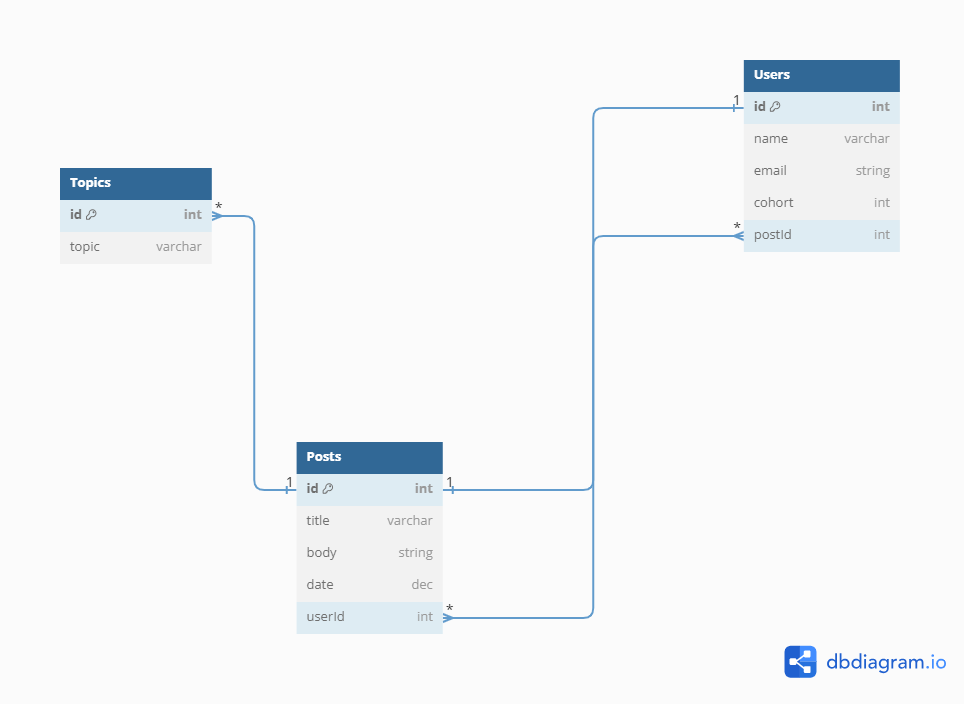 Users
1
id int
name varchar
email string
cohort int
* postId int
Topics
id int *
topic varchar
Posts
1 id int 1
title varchar
body string
date dec
userId int *
dbdiagram.io